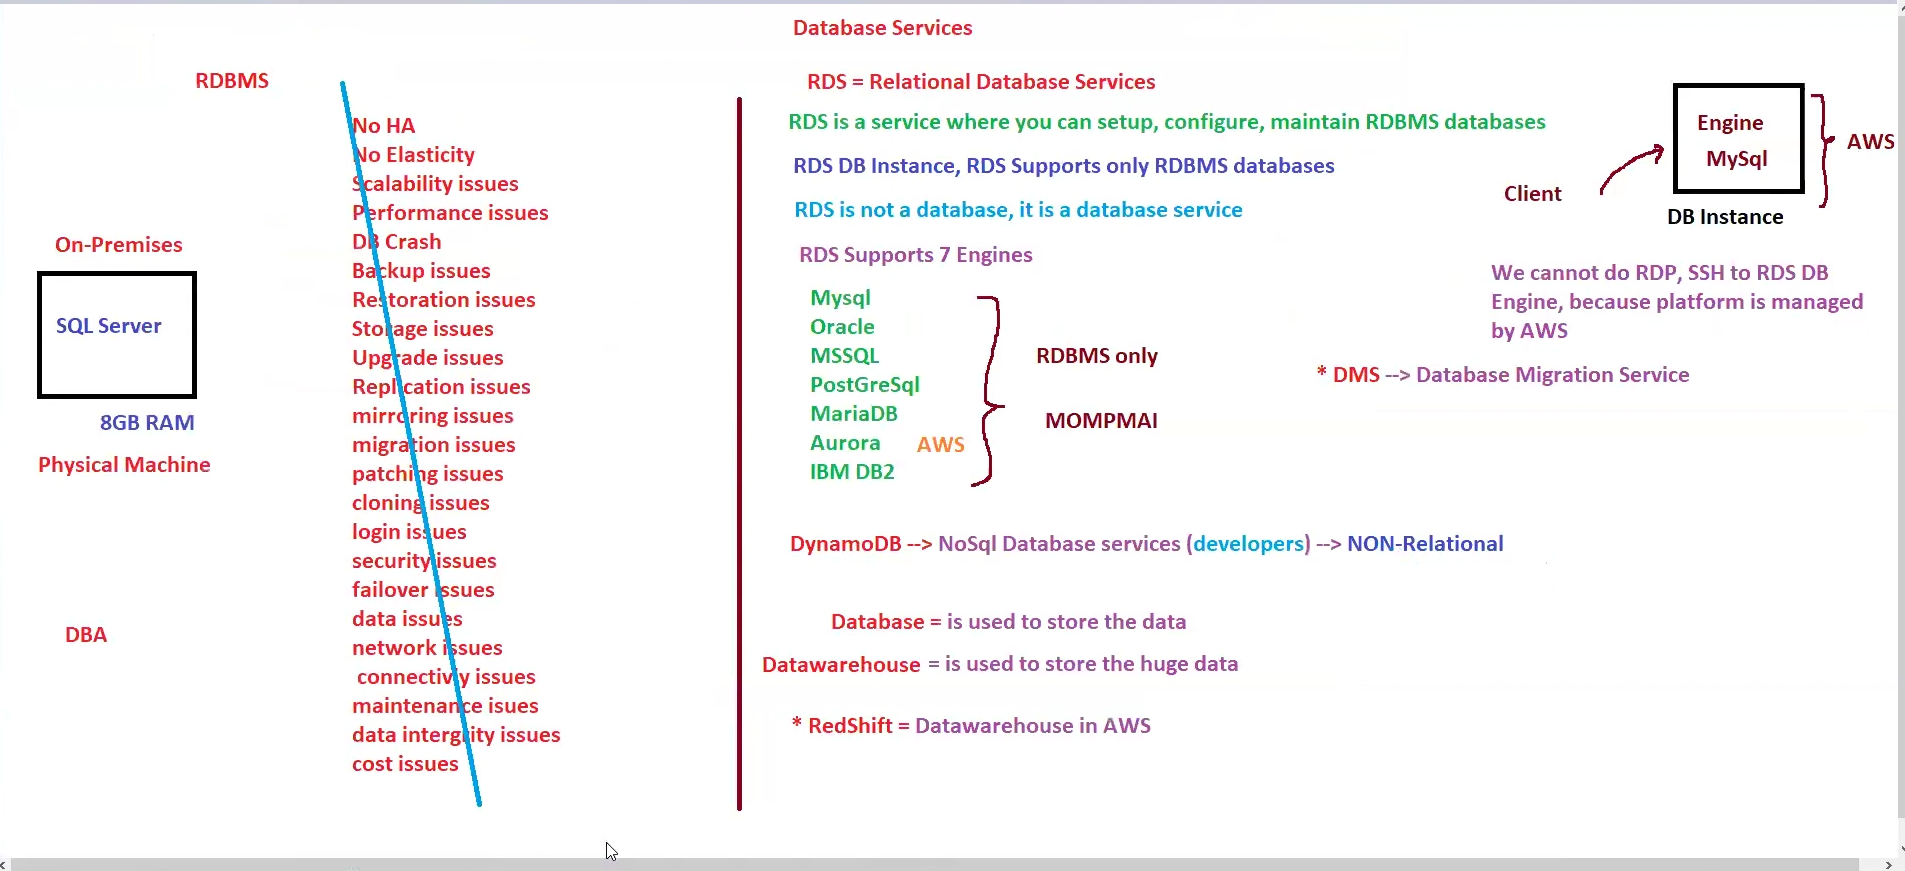 Database Services
RDBMS
No HA
No Elasticity
Scalability issues
Performance issues
DB Crash
Backup issues
Restoration issues
Storage issues
Upgrade issues
Replication issues
mirroring issues
migration issues
patching issues
cloning issues
login issues
security issues
failover issues
data issues
network issues
connectiviy issues
maintenance isues
data intergrity issues
cost issues
On-Premises
SQL Server
8GB RAM
Physical Machine
DBA
RDS = Relational Database Services
RDS is a service where you can setup, configure, maintain RDBMS databases
RDS DB Instance, RDS Supports only RDBMS databases
RDS is not a database, it is a database service
RDS Supports 7 Engines
Mysql
Oracle
MSSQL
PostGreSql
MariaDB
Aurora AWS
IBM DB2
RDBMS only
MOMPMAI
DynamoDB --> NoSql Database services (developers) --> NON-Relational
Database = is used to store the data
Datawarehouse = is used to store the huge data
* RedShift = Datawarehouse in AWS
Engine
MySql
AWS
Client
DB Instance
We cannot do RDP, SSH to RDS DB
Engine, because platform is managed
by AWS
* DMS --> Database Migration Service